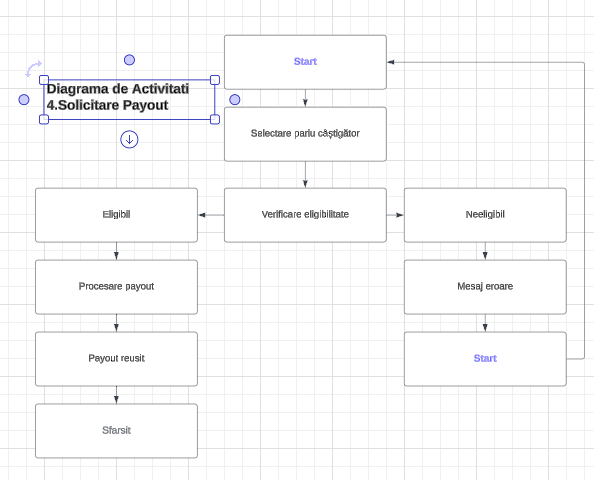 Diagrama de Activitati
4.Solicitare Payout
Start
Selectare pariu câștigător
Eligibil
Verificare eligibilitate
Neeligibil
Procesare payout
Mesaj eroare
Payout reusit
Start
Sfarsit